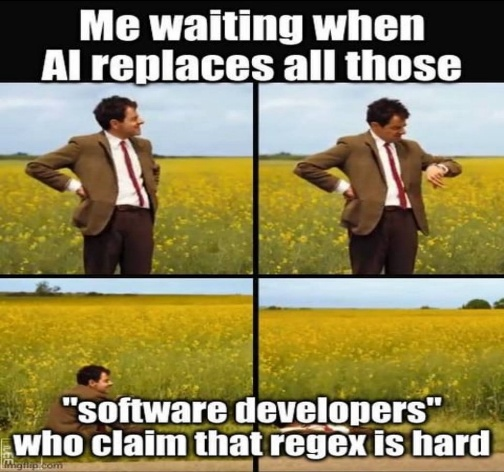 Me waiting when
AI replaces all those
"software developers"
who claim that regex is hard
imgflip.com